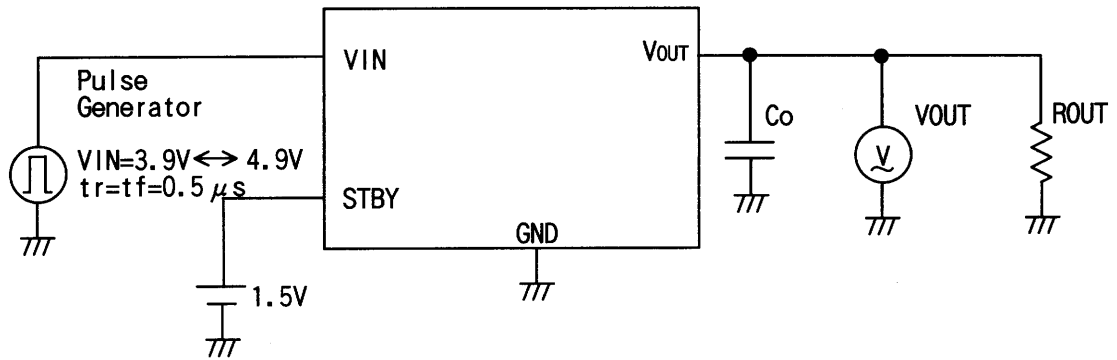 VIN
VOUT
Pulse
Generator
Co
VOUT
ROUT
V
VIN=3.9V↔4.9V
tr=tf=0.5μs
STBY
GND
1.5V